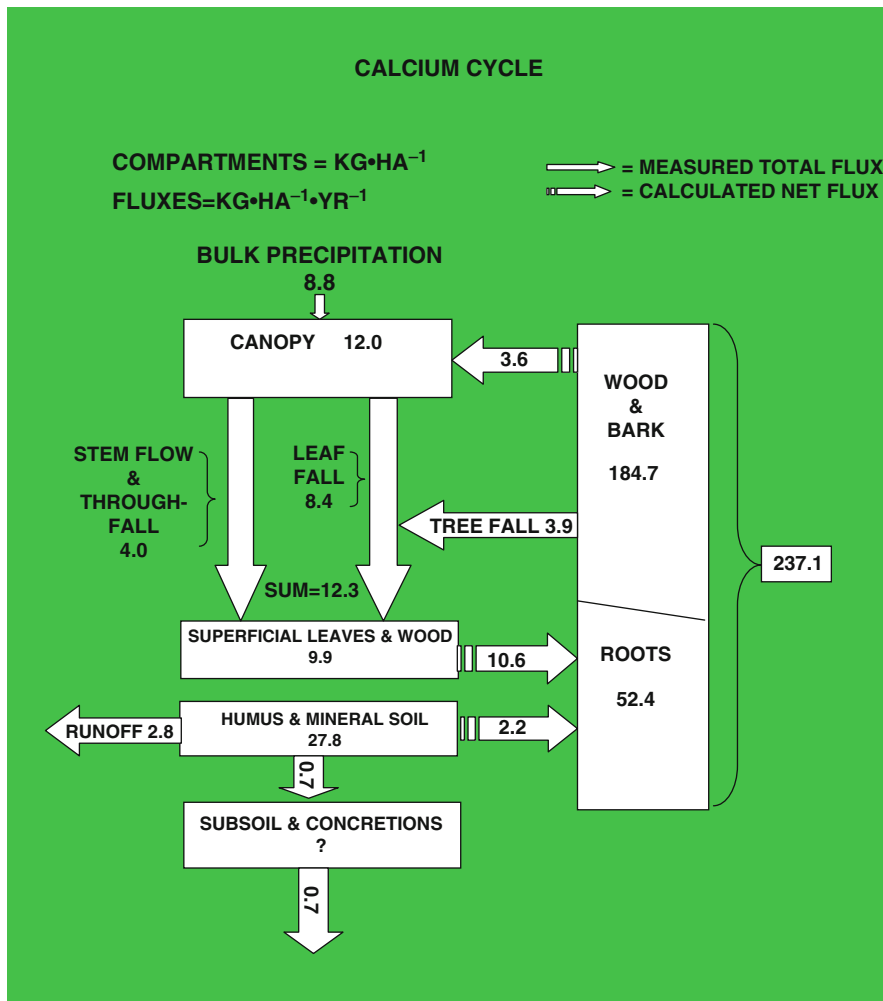 CALCIUM CYCLE
COMPARTMENTS = KG•HA⁻¹
FLUXES=KG•HA⁻¹•YR⁻¹
= MEASURED TOTAL FLUX
= CALCULATED NET FLUX
BULK PRECIPITATION
8.8
CANOPY 12.0
3.6
WOOD
&
BARK
184.7
STEM FLOW
&
THROUGH-
FALL
4.0
LEAF
FALL
8.4
TREE FALL 3.9
237.1
SUM=12.3
SUPERFICIAL LEAVES & WOOD
9.9
10.6
ROOTS
52.4
RUNOFF 2.8
HUMUS & MINERAL SOIL
27.8
2.2
0.7
SUBSOIL & CONCRETIONS
?
0.7